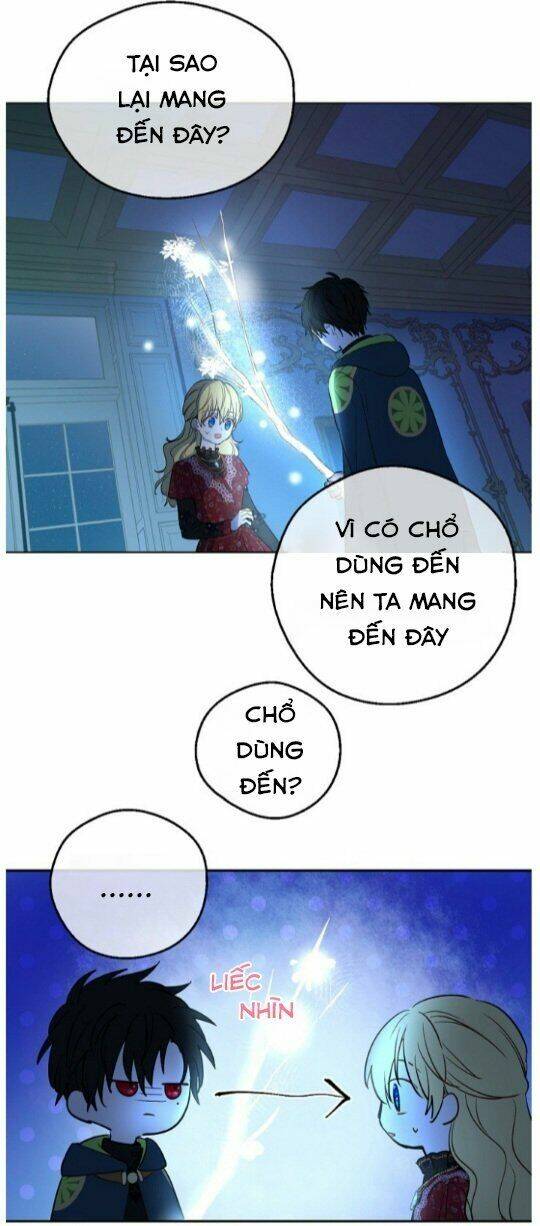 TẠI SAO
LẠI MANG
ĐẾN ĐÂY?
VÌ CÓ CHỔ
DÙNG ĐẾN
NÊN TA MANG
ĐẾN ĐÂY
CHỔ
DÙNG
ĐẾN?
......
LIẾC
NHÌN